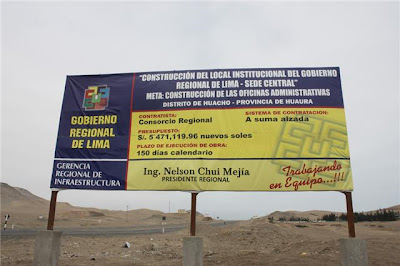 "CONSTRUCCIÓN DEL LOCAL INSTITUCIONAL DEL GOBIERNO
REGIONAL DE LIMA - SEDE CENTRAL"
META: CONSTRUCCIÓN DE LAS OFICINAS ADMINISTRATIVAS
DISTRITO DE HUACHO - PROVINCIA DE HUAURA
GOBIERNO
REGIONAL
DE LIMA
GERENCIA
REGIONAL DE
INFRAESTRUCTURA
CONTRATISTA:
Consorcio Regional
SISTEMA DE CONTRATACION:
A suma alzada
PRESUPUESTO:
S/. 5'471,119.96 nuevos soles
PLAZO DE EJECUCIÓN DE OBRA:
150 días calendario
Ing. Nelson Chui Mejía
PRESIDENTE REGIONAL
Trabajando
en Equipo...!!!